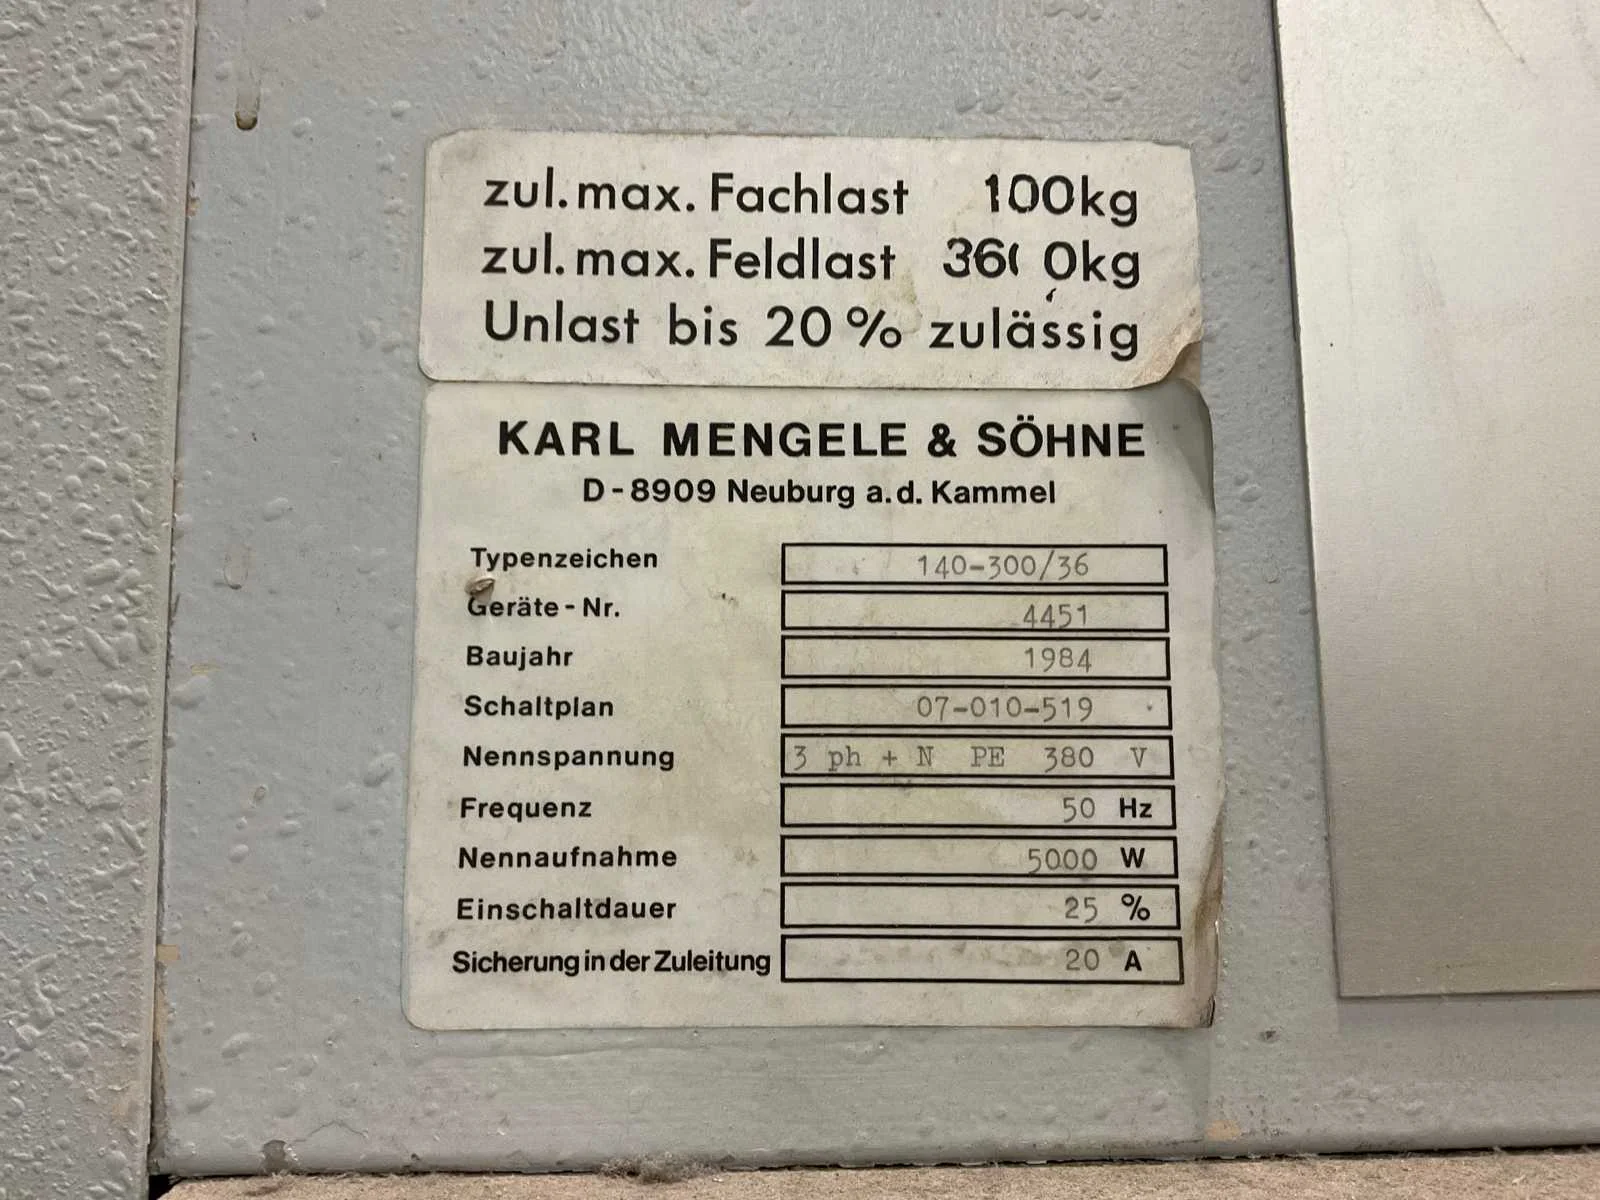 zul. max. Fachlast 100kg
zul. max. Feldlast 3600kg
Unlast bis 20% zulässig
KARL MENGELE & SÖHNE
D-8909 Neuburg a. d. Kammel
Typenzeichen 140-300/36
Geräte-Nr. 4451
Baujahr 1984
Schaltplan 07-010-519
Nennspannung 3 ph + N PE 380 V
Frequenz 50 Hz
Nennaufnahme 5000 W
Einschaltdauer 25 %
Sicherung in der Zuleitung 20 A